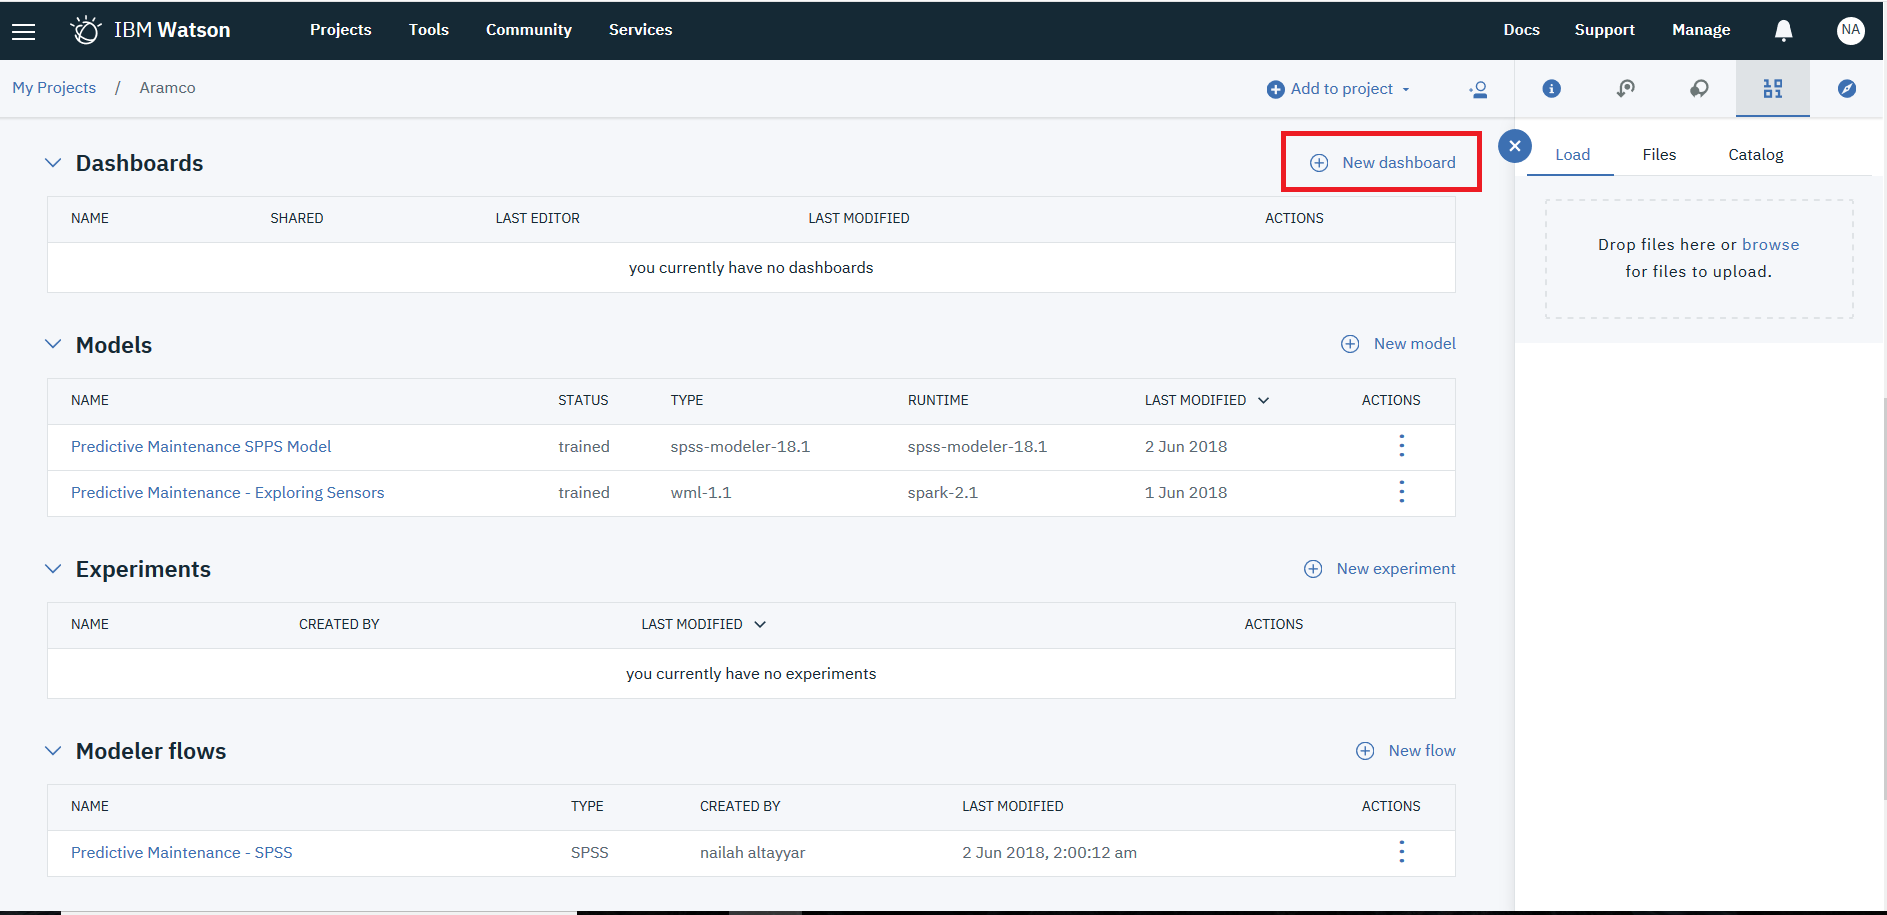 IBM Watson Projects Tools Community Services Docs Support Manage NA
My Projects / Aramco Add to project
Dashboards New dashboard
NAME SHARED LAST EDITOR LAST MODIFIED ACTIONS
you currently have no dashboards
Models New model
NAME STATUS TYPE RUNTIME LAST MODIFIED ACTIONS
Predictive Maintenance SPPS Model trained spss-modeler-18.1 spss-modeler-18.1 2 Jun 2018
Predictive Maintenance - Exploring Sensors trained wml-1.1 spark-2.1 1 Jun 2018
Experiments New experiment
NAME CREATED BY LAST MODIFIED ACTIONS
you currently have no experiments
Modeler flows New flow
NAME TYPE CREATED BY LAST MODIFIED ACTIONS
Predictive Maintenance - SPSS SPSS nailah altayyar 2 Jun 2018, 2:00:12 am
Load Files Catalog
Drop files here or browse
for files to upload.